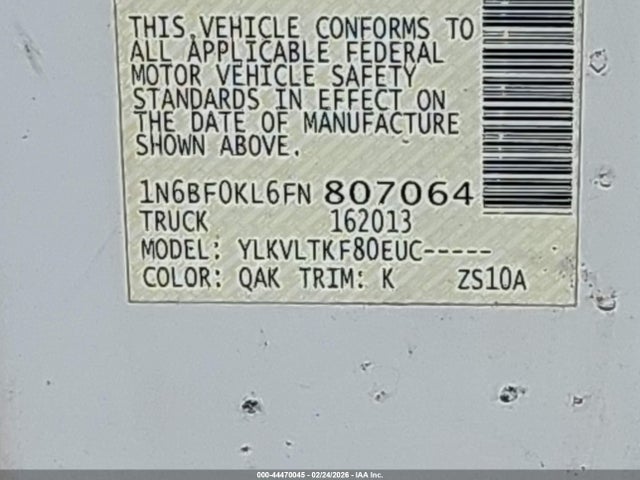 THIS VEHICLE CONFORMS TO
ALL APPLICABLE FEDERAL
MOTOR VEHICLE SAFETY
STANDARDS IN EFFECT ON
THE DATE OF MANUFACTURE
SHOWN ABOVE.
1N6BF0KL6FN 807064
TRUCK 162013
MODEL: YLKVLTKF80EUC-----
COLOR: QAK TRIM: K ZS10A
000-44470045 - 02/24/2026 - IAA Inc.